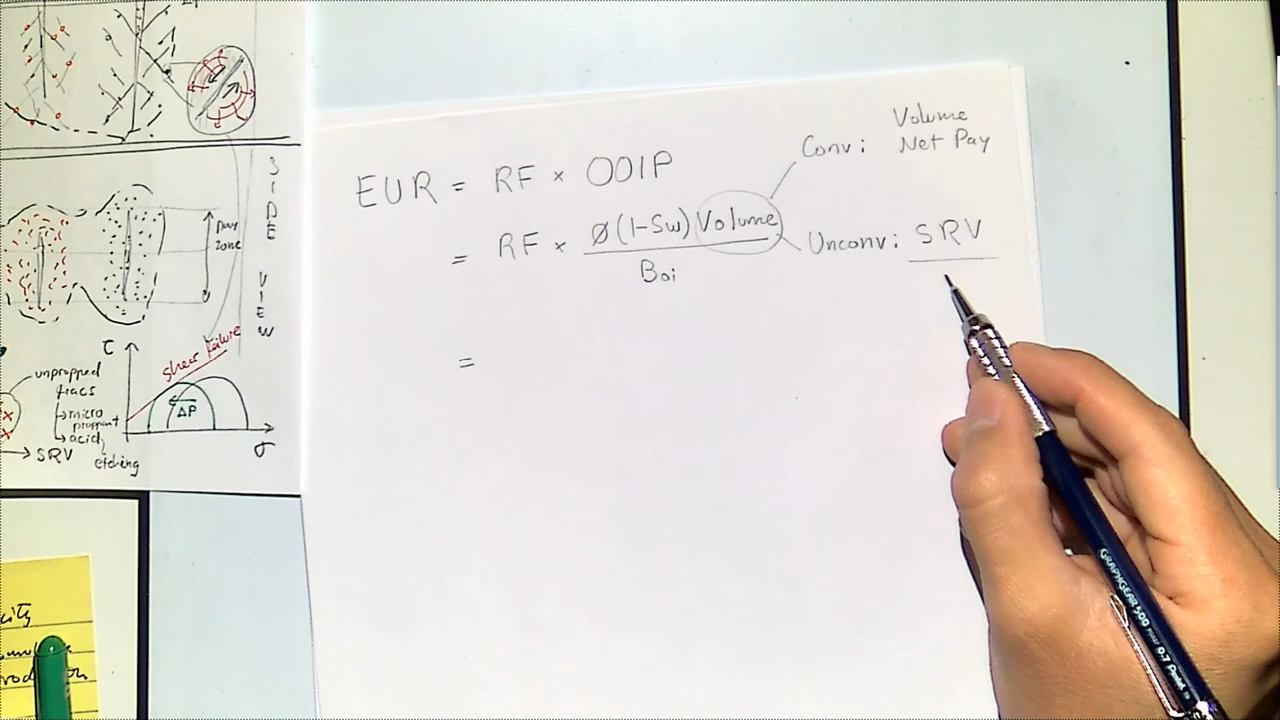 SIDE VIEW
Pay zone
τ
shear failure
ΔP
σ
unpropped
fracs
→ micro
proppant
→ acid
etching
→ SRV
EUR = RF × OOIP
= RF × Ø(1-Sw) Volume
Boi
=
Conv: Volume
Net Pay
Unconv: SRV
GRAPHGEAR 500 0.7 Pentel